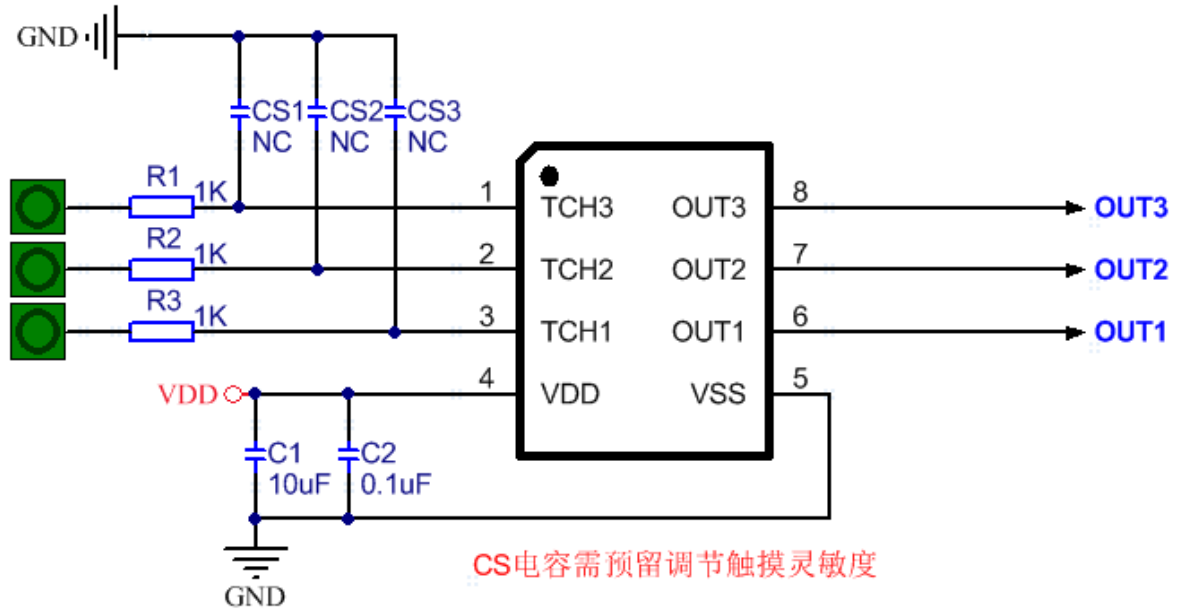 GND
CS1 CS2 CS3
NC NC NC
R1 1K
1 TCH3 OUT3 8 OUT3
R2 1K
2 TCH2 OUT2 7 OUT2
R3 1K
3 TCH1 OUT1 6 OUT1
VDD 4 VDD VSS 5
C1 C2
10uF 0.1uF
CS电容需预留调节触摸灵敏度
GND